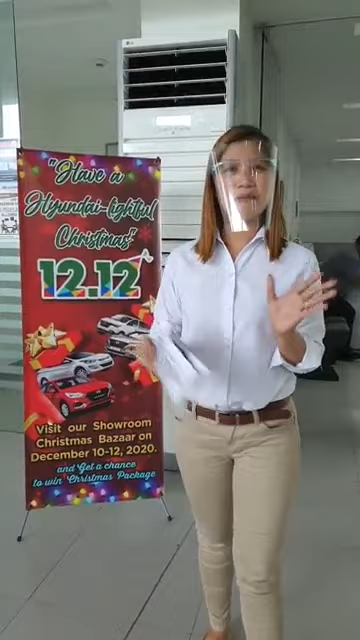 "Have a
Hyundai-lightful
Christmas"
12.12
Visit our Showroom
Christmas Bazaar on
December 10-12, 2020.
and Get a chance
to win "Christmas Package